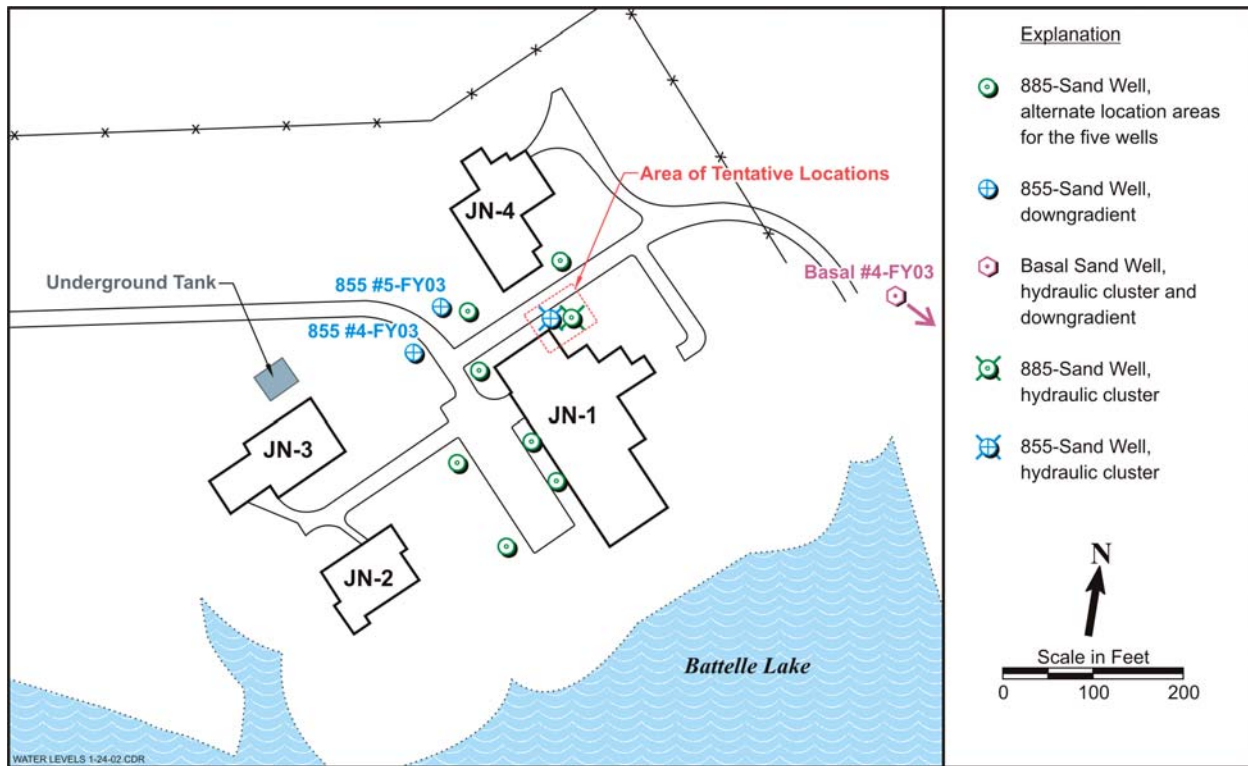 JN-4
Area of Tentative Locations
Underground Tank
855 #5-FY03
Basal #4-FY03
855 #4-FY03
JN-1
JN-3
JN-2
Battelle Lake
WATER LEVELS 1-24-02.CDR
Explanation
885-Sand Well,
alternate location areas
for the five wells
855-Sand Well,
downgradient
Basal Sand Well,
hydraulic cluster and
downgradient
885-Sand Well,
hydraulic cluster
855-Sand Well,
hydraulic cluster
N
Scale in Feet
0 100 200